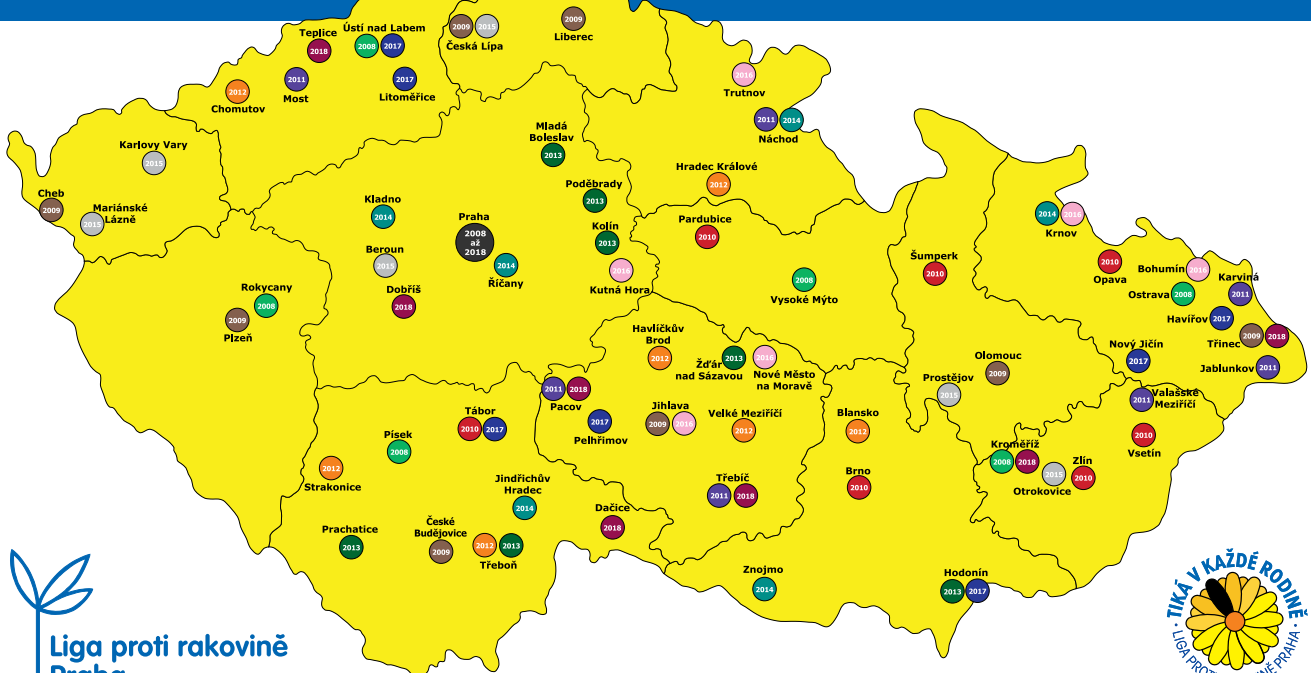 Teplice
2018
Ústí nad Labem
2008 2017
2009 2015
Česká Lípa
2009
Liberec
2012
Chomutov
2011
Most
2017
Litoměřice
2016
Trutnov
2011 2014
Náchod
Karlovy Vary
2015
Mladá
Boleslav
2013
Hradec Králové
2012
Cheb
2009
Mariánské
Lázně
2015
Kladno
2014
Praha
2008
až
2018
Poděbrady
2013
Kolín
2013
Pardubice
2010
2014 2016
Krnov
Beroun
2015
2014
Říčany
2016
Kutná Hora
Dobříš
2018
Rokycany
2008
2009
Plzeň
2008
Vysoké Mýto
Šumperk
2010
2010
Opava
Bohumín 2016
Ostrava 2008
Karviná
2011
Havířov 2017
Třinec 2009 2018
Jablunkov 2011
Nový Jičín
2017
Havlíčkův
Brod
2012
Žďár
nad Sázavou
2013
2016
Nové Město
na Moravě
Olomouc
2009
Prostějov
2015
2011
Valašské
Meziříčí
2011 2018
Pacov
2017
Pelhřimov
Jihlava
2009 2016
Velké Meziříčí
2012
Blansko
2012
2010
Vsetín
Tábor
2010 2017
Písek
2008
2012
Strakonice
Kroměříž
2008 2018
2015
Otrokovice
Zlín
2010
Brno
2010
Třebíč
2011 2018
Jindřichův
Hradec
2014
Dačice
2018
Prachatice
2013
České
Budějovice
2009
2012 2013
Třeboň
Znojmo
2014
Hodonín
2013 2017
Liga proti rakovině
Praha
TIKÁ V KAŽDÉ RODINĚ